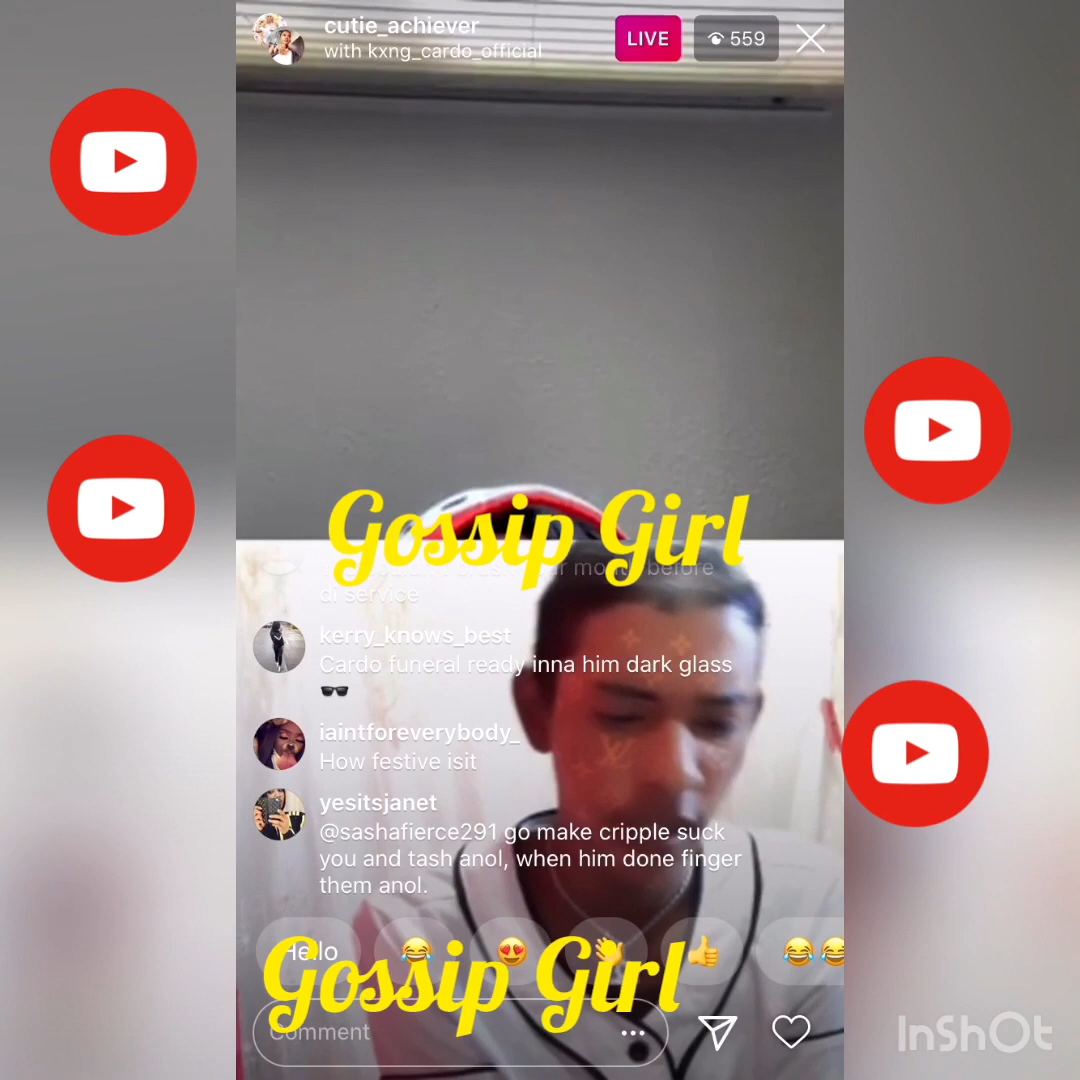 cutie_achiever
with kxng_cardo_official
LIVE
559
Gossip Girl
before
di service
kerry_knows_best
Cardo funeral ready inna him dark glass
🕶️
iaintforeverybody_
How festive isit
yesitsjanet
@sashafierce291 go make cripple suck
you and tash anol, when him done finger
them anol.
Hello 😂 😍 👏 👍 😂😂
Gossip Girl
Comment
InShOt